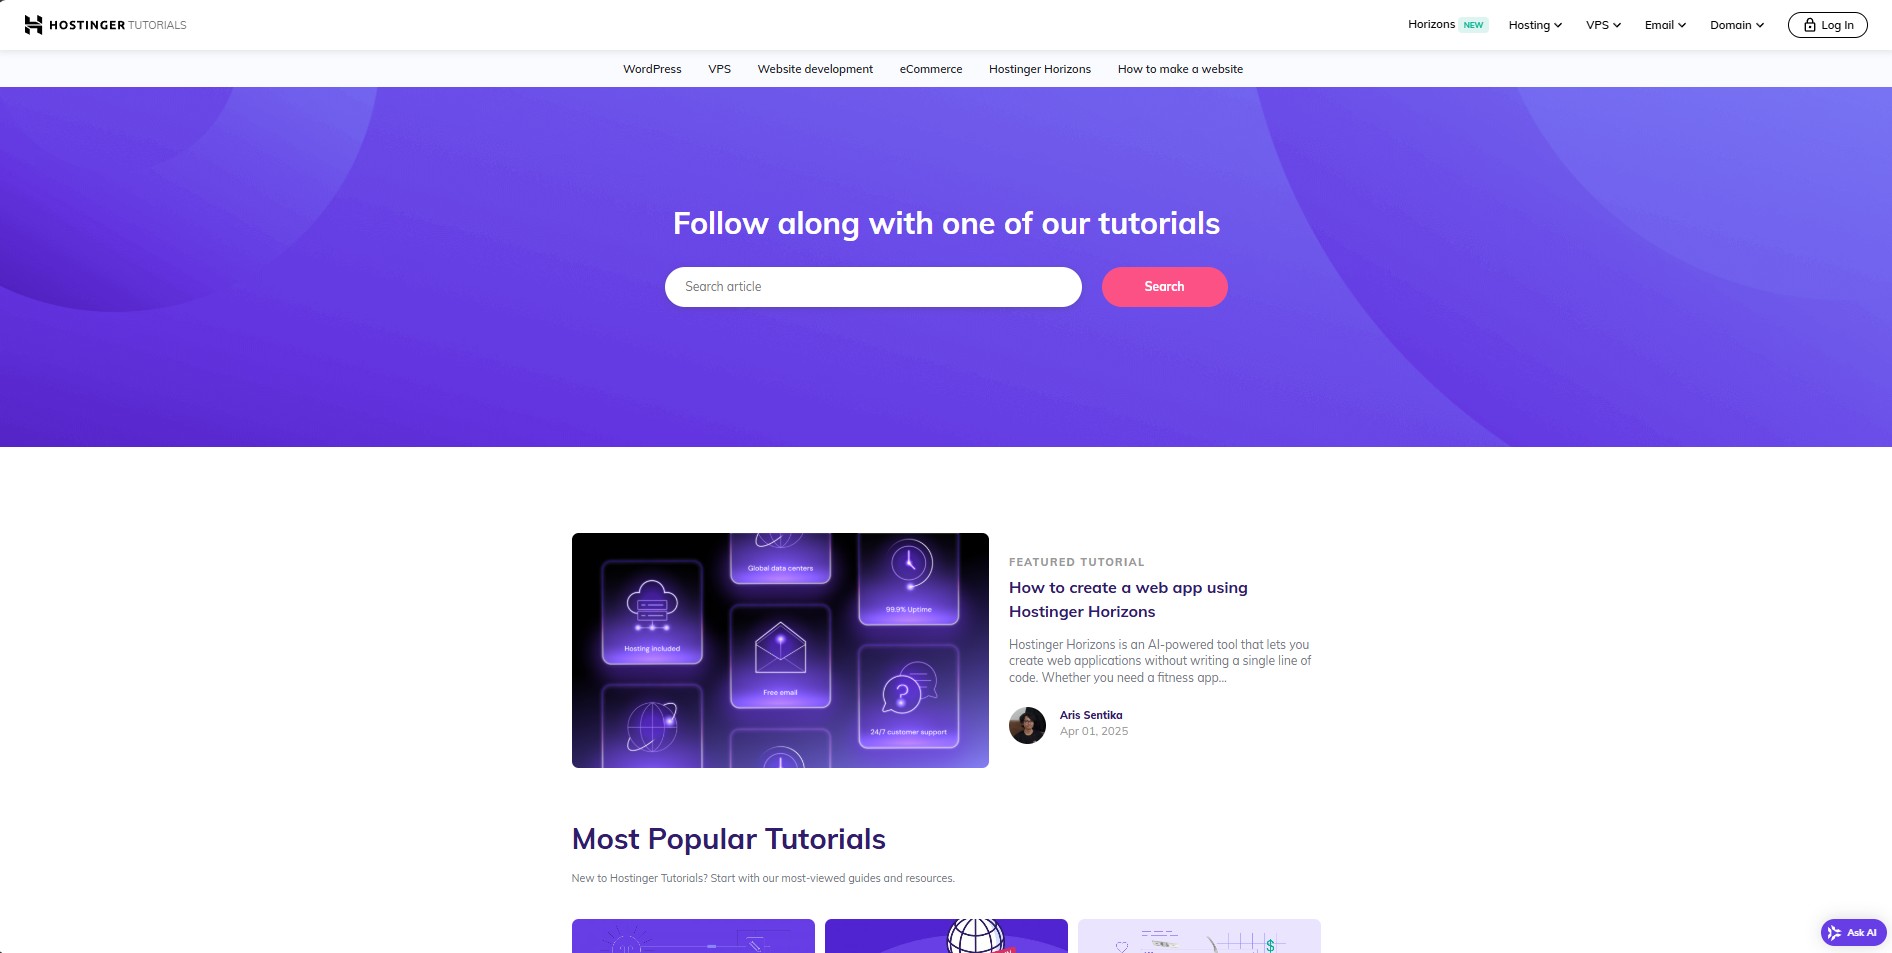 HOSTINGER TUTORIALS
Horizons NEW Hosting VPS Email Domain Log In
WordPress VPS Website development eCommerce Hostinger Horizons How to make a website
Follow along with one of our tutorials
Search article Search
Global data centers
99.9% Uptime
Hosting included
Free email
24/7 customer support
FEATURED TUTORIAL
How to create a web app using
Hostinger Horizons
Hostinger Horizons is an AI-powered tool that lets you
create web applications without writing a single line of
code. Whether you need a fitness app...
Aris Sentika
Apr 01, 2025
Most Popular Tutorials
New to Hostinger Tutorials? Start with our most-viewed guides and resources.
$
Ask AI